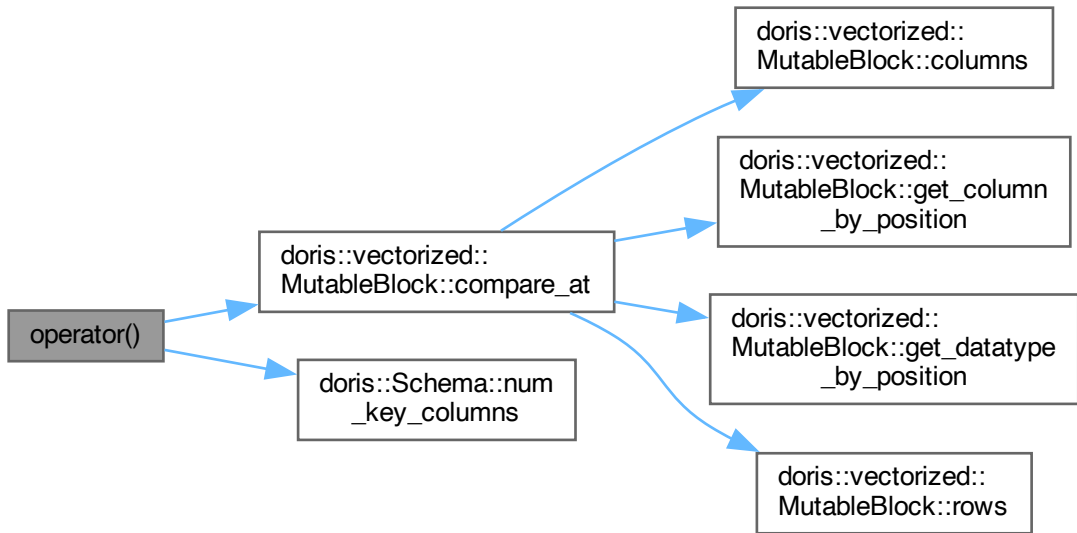 operator()
doris::vectorized::
MutableBlock::compare_at
doris::Schema::num
_key_columns
doris::vectorized::
MutableBlock::columns
doris::vectorized::
MutableBlock::get_column
_by_position
doris::vectorized::
MutableBlock::get_datatype
_by_position
doris::vectorized::
MutableBlock::rows